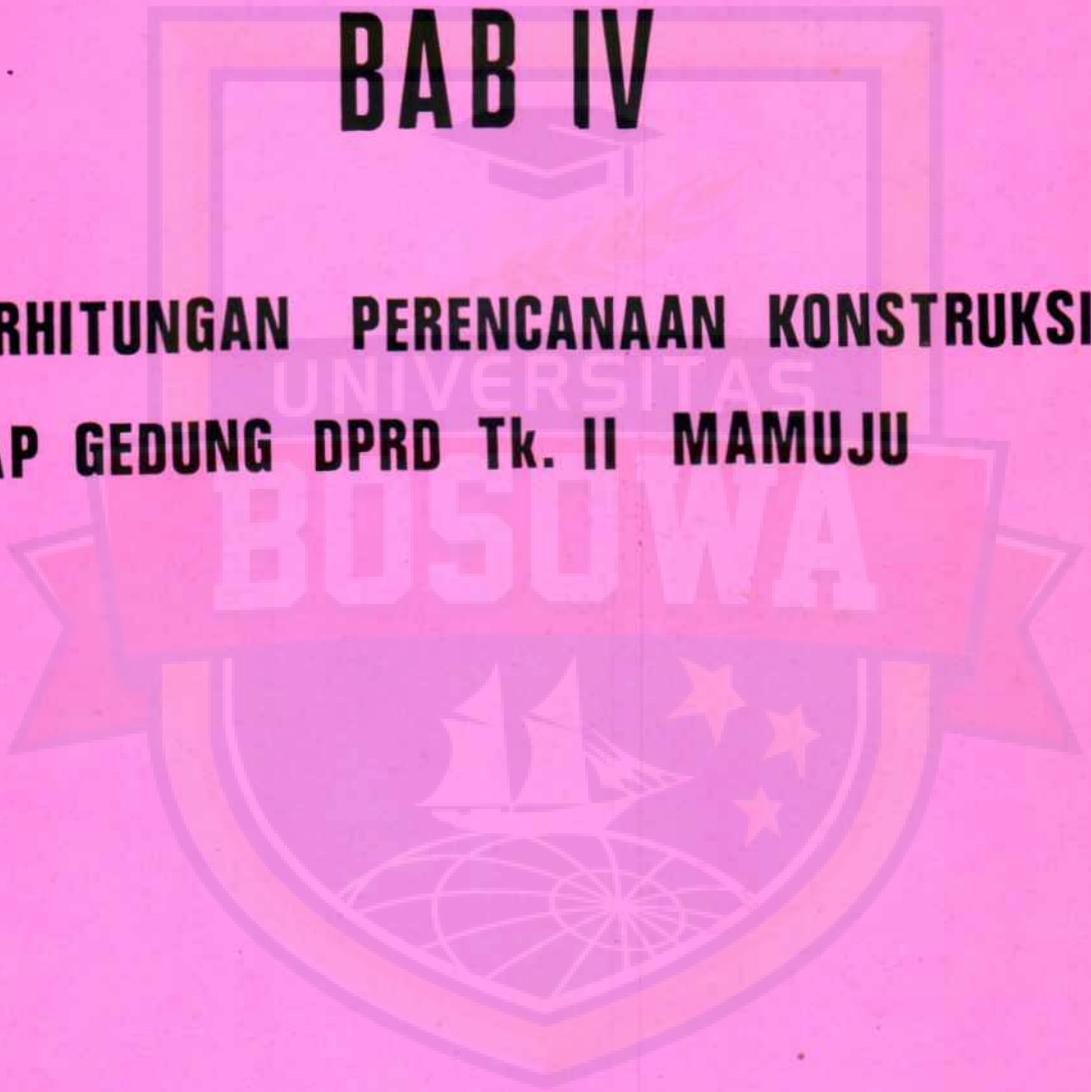 BAB IV
RHITUNGAN PERENCANAAN KONSTRUKSI
AP GEDUNG DPRD Tk. II MAMUJU
UNIVERSITAS
BOSOWA